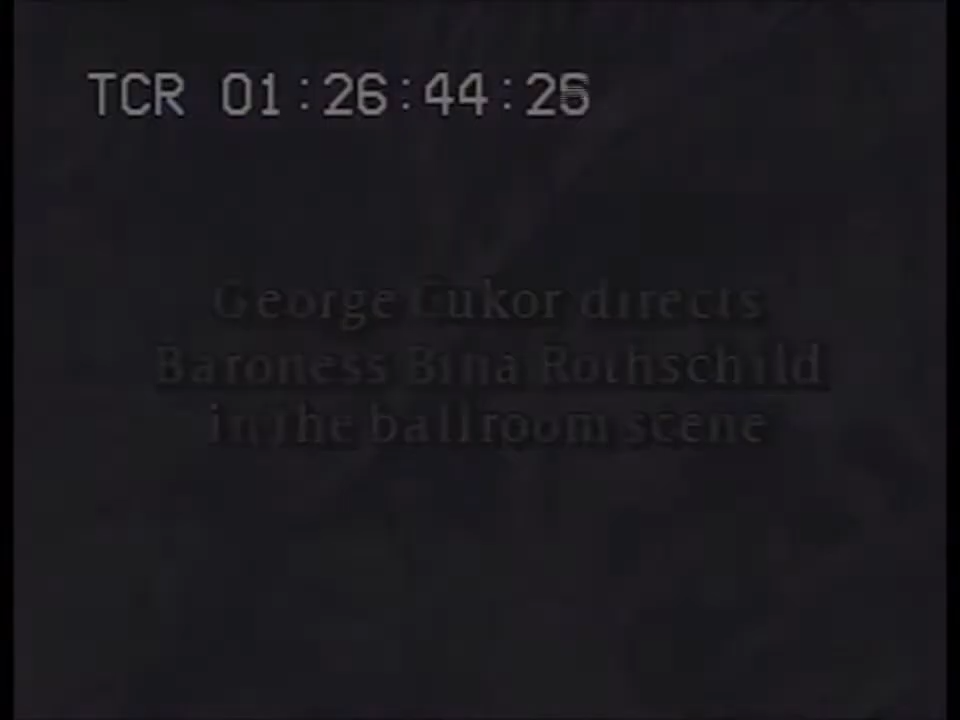 TCR 01:26:44:25
George Cukor directs
Baroness Bina Rothschild
in the ballroom scene